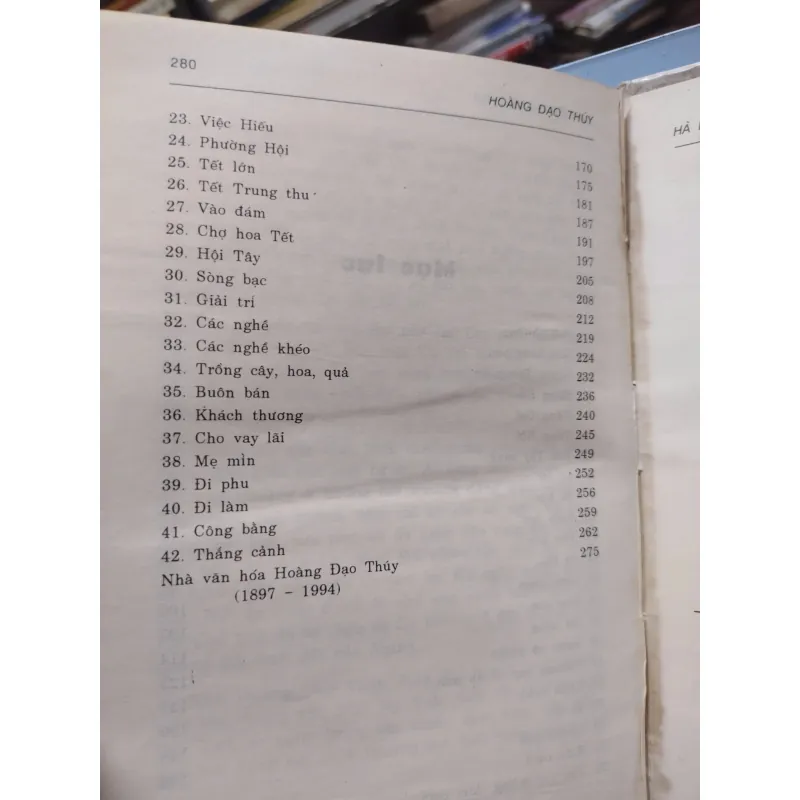 280
HOÀNG ĐẠO THÚY
23. Việc Hiếu 170
24. Phường Hội 175
25. Tết lớn 181
26. Tết Trung thu 187
27. Vào đám 191
28. Chợ hoa Tết 197
29. Hội Tây 205
30. Sòng bạc 208
31. Giải trí 212
32. Các nghề 219
33. Các nghề khéo 224
34. Trồng cây, hoa, quả 232
35. Buôn bán 236
36. Khách thương 240
37. Cho vay lãi 245
38. Mẹ mìn 249
39. Đi phu 252
40. Đi làm 256
41. Công bằng 259
42. Thắng cảnh 262
Nhà văn hóa Hoàng Đạo Thúy 275
(1897 - 1994)
HÀ